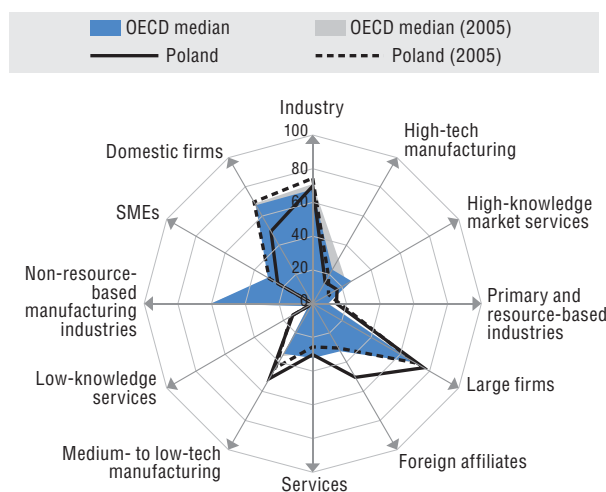 OECD median
OECD median (2005)
Poland
Poland (2005)
Industry
100
80
60
40
20
0
High-tech
manufacturing
High-knowledge
market services
Primary and
resource-based
industries
Large firms
Foreign affiliates
Services
Medium- to low-tech
manufacturing
Low-knowledge
services
Non-resource-
based
manufacturing
industries
SMEs
Domestic firms